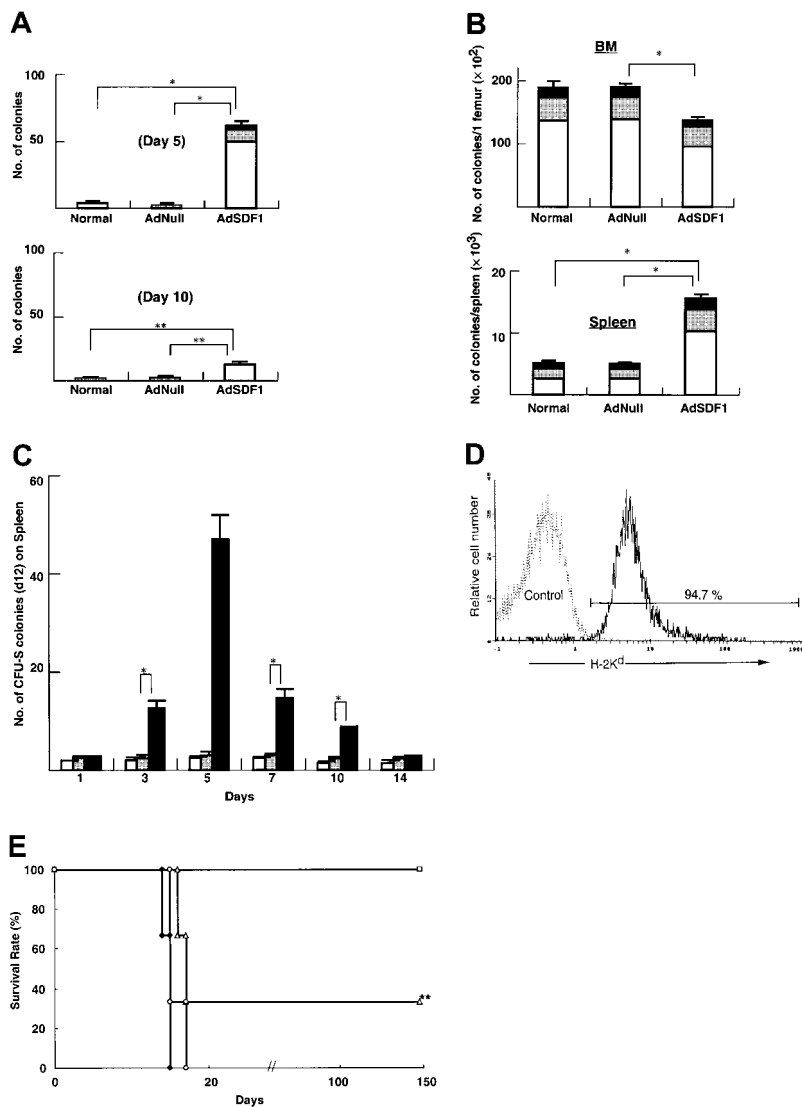 A
No. of colonies
100
50
*
*
(Day 5)
Normal AdNull AdSDF1
No. of colonies
100
50
0
(Day 10)
**
**
Normal AdNull AdSDF1
B
BM
No. of colonies/1 femur (× 10²)
200
100
*
Normal AdNull AdSDF1
No. of colonies/spleen (× 10³)
20
10
*
*
Spleen
Normal AdNull AdSDF1
C
No. of CFU-S colonies (d12) on Spleen
60
40
20
*
*
*
1 3 5 7 10 14
Days
D
Relative cell number
Control
94.7 %
H-2Kᵈ
E
Survival Rate (%)
100
80
60
40
20
0
**
0 20 // 100 150
Days